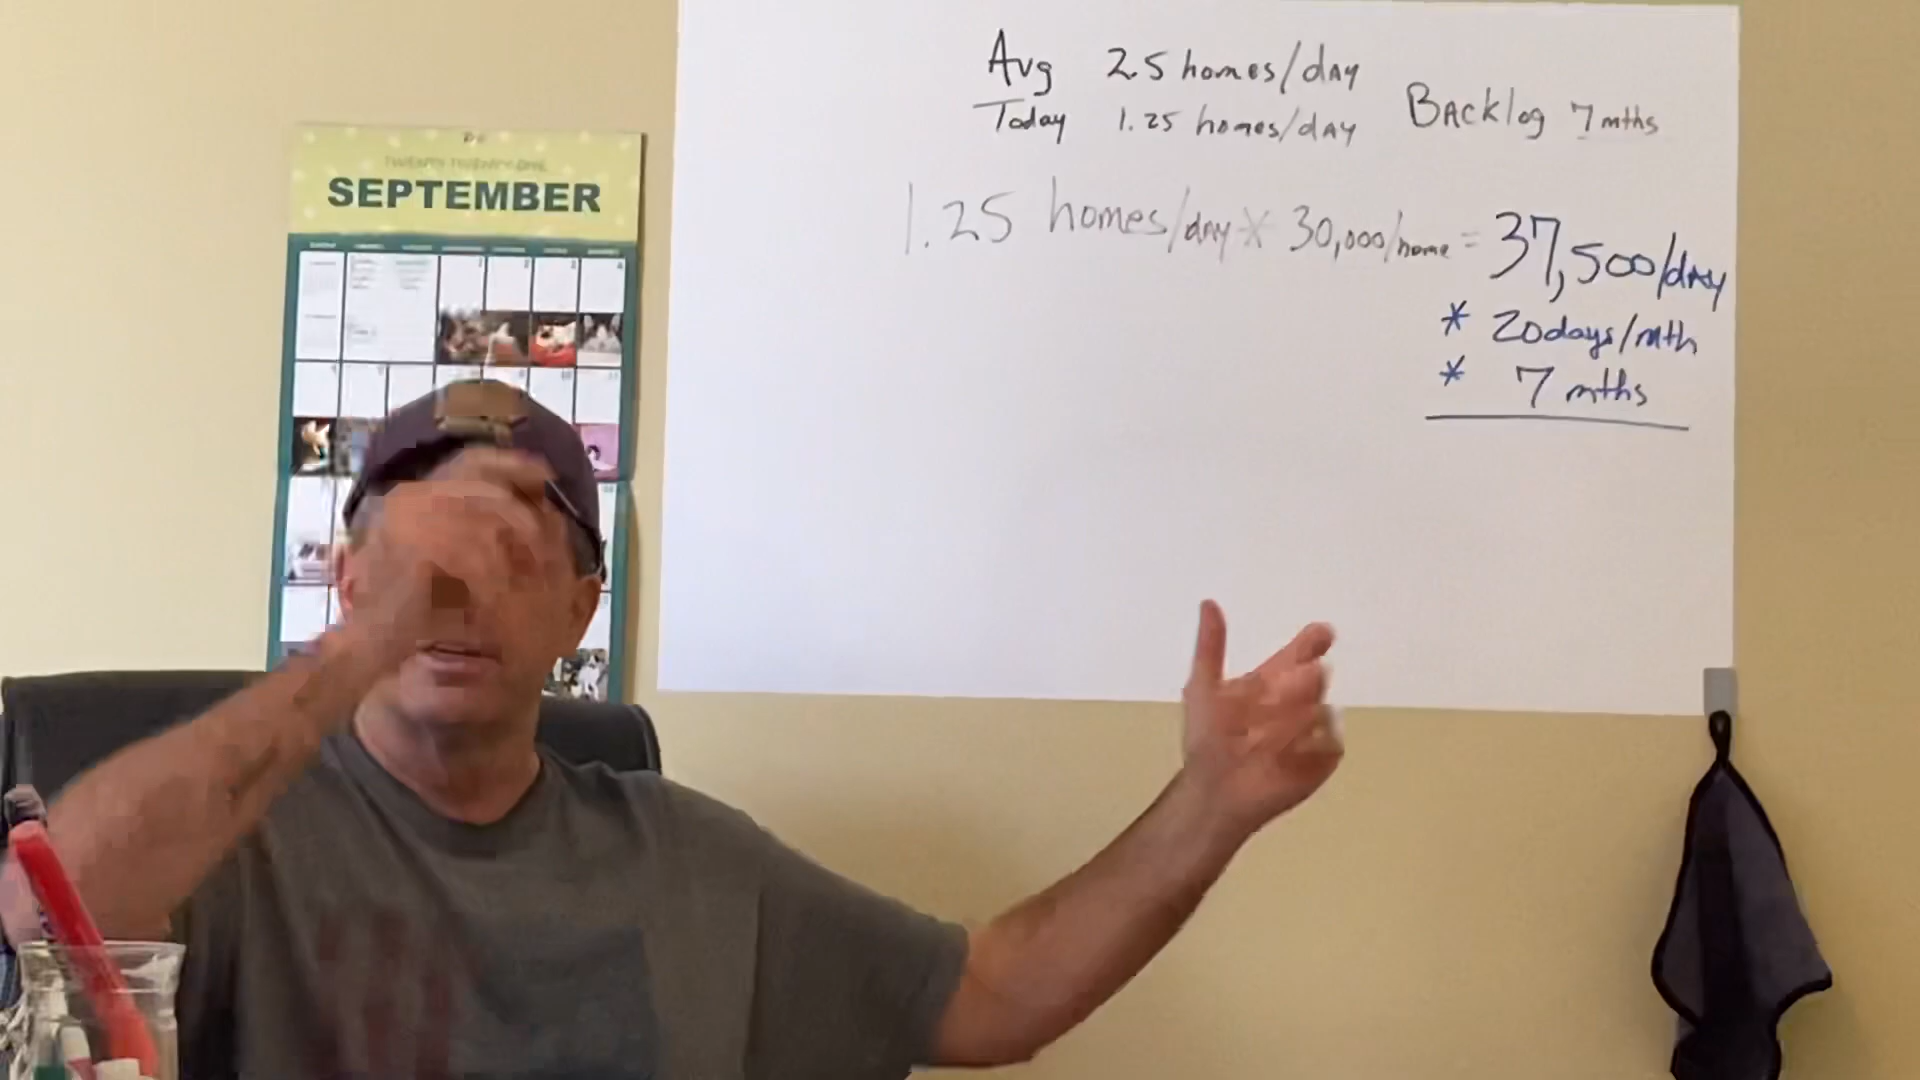 Avg 2.5 homes/day
Today 1.25 homes/day
Backlog 7 mths
1.25 homes/day * 30,000/home = 37,500/day
* 20days/mth
* 7 mths
SEPTEMBER